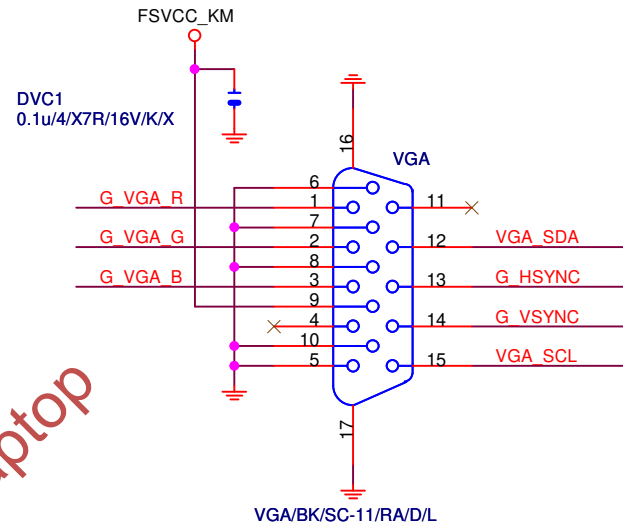 FSVCC_KM
DVC1
0.1u/4/X7R/16V/K/X
16
VGA
6
G_VGA_R 1 11
7
G_VGA_G 2 12 VGA_SDA
8
G_VGA_B 3 13 G_HSYNC
9
4 14 G_VSYNC
10
5 15 VGA_SCL
17
ptop
VGA/BK/SC-11/RA/D/L